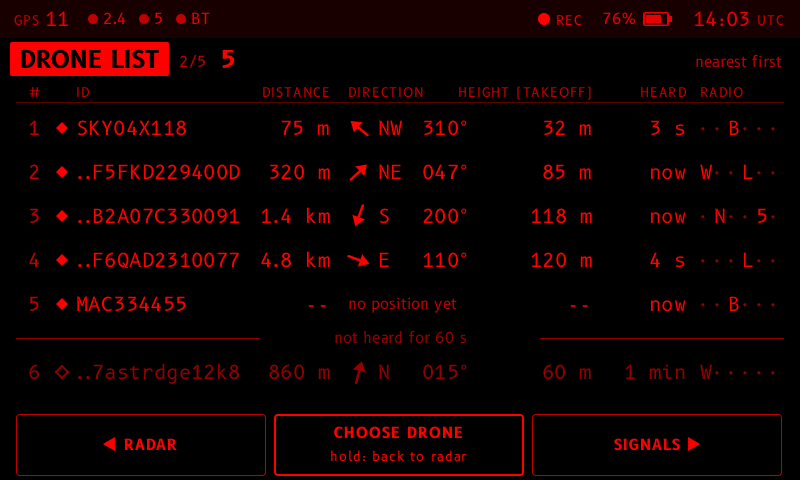 GPS 11 2.4 5 BT REC 76% 14:03 UTC
DRONE LIST 2/5 5 nearest first
# ID DISTANCE DIRECTION HEIGHT [TAKEOFF] HEARD RADIO
1 SKY04X118 75 m NW 310° 32 m 3 s ··B···
2 ..F5FKD229400D 320 m NE 047° 85 m now W··L··
3 ..B2A07C330091 1.4 km S 200° 118 m now ·N··5·
4 ..F6QAD2310077 4.8 km E 110° 120 m 4 s ···L··
5 MAC334455 -- no position yet -- now ··B···
not heard for 60 s
6 ..7astrdge12k8 860 m N 015° 60 m 1 min W·····
◀ RADAR
CHOOSE DRONE
hold: back to radar
SIGNALS ▶